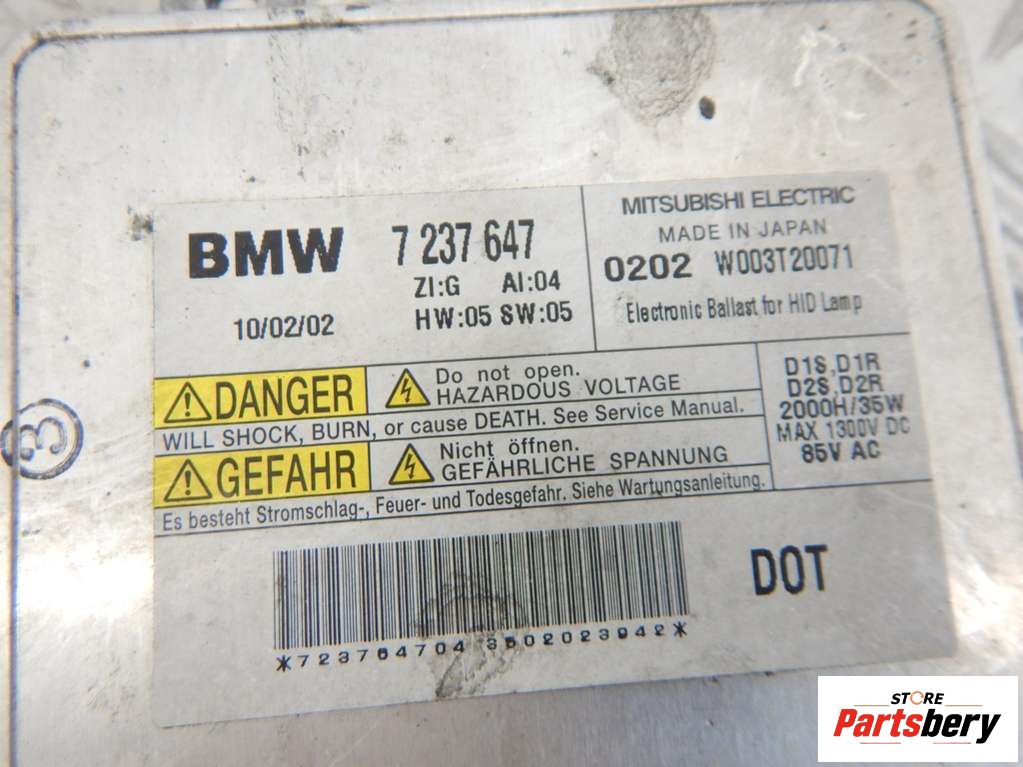 BMW 7 237 647
ZI:G AI:04
10/02/02 HW:05 SW:05
MITSUBISHI ELECTRIC
MADE IN JAPAN
0202 W003T20071
Electronic Ballast for HID Lamp
DANGER
Do not open.
HAZARDOUS VOLTAGE
WILL SHOCK, BURN, or cause DEATH. See Service Manual.
GEFAHR
Nicht öffnen.
GEFÄHRLICHE SPANNUNG
Es besteht Stromschlag-, Feuer- und Todesgefahr. Siehe Wartungsanleitung.
D1S, D1R
D2S, D2R
2000H/35W
MAX 1300V DC
85V AC
DOT
3
STORE
Partsbery